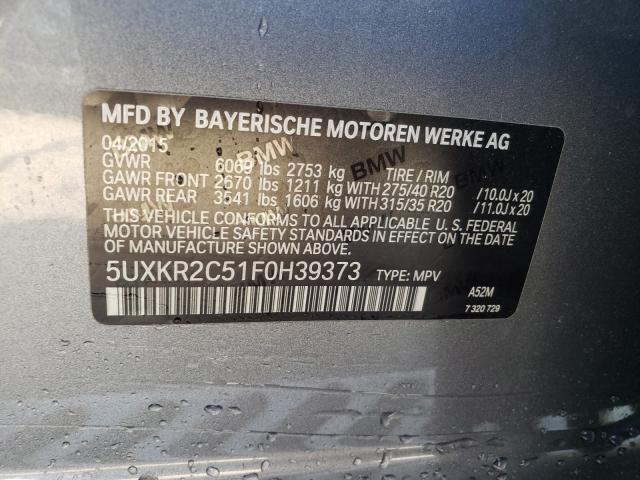 MFD BY BAYERISCHE MOTOREN WERKE AG
04/2015
GVWR 6069 lbs 2753 kg TIRE / RIM
GAWR FRONT 2670 lbs 1211 kg WITH 275/40 R20 /10.0J x 20
GAWR REAR 3541 lbs 1606 kg WITH 315/35 R20 /11.0J x 20
THIS VEHICLE CONFORMS TO ALL APPLICABLE U. S. FEDERAL
MOTOR VEHICLE SAFETY STANDARDS IN EFFECT ON THE DATE OF
MANUFACTURE SHOWN ABOVE.
5UXKR2C51F0H39373 TYPE: MPV
A52M
7 320 729